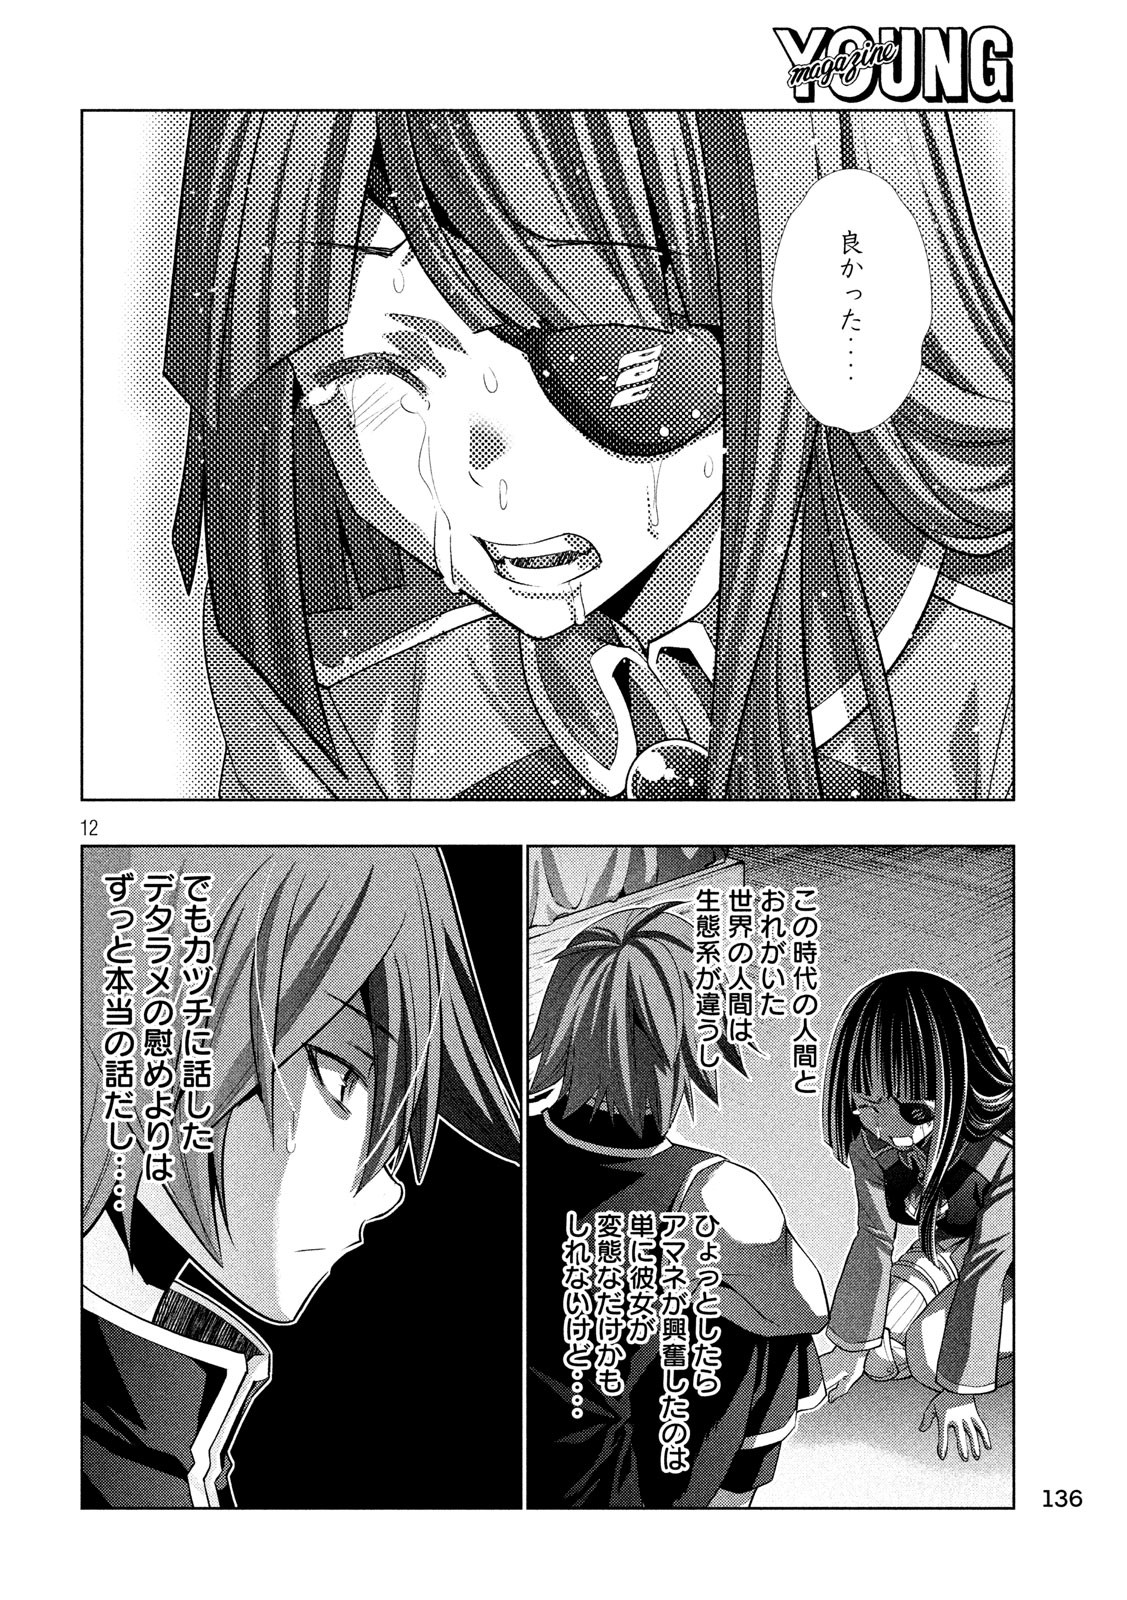 YOUNG
magazine
良かった‥‥
12
この時代の人間と
おれがいた
世界の人間は
生態系が違うし
ひょっとしたら
アマネが興奮したのは
単に彼女が
変態なだけかも
しれないけど‥‥
でもカヅチに話した
デタラメの慰めよりは
ずっと本当の話だし‥‥
136